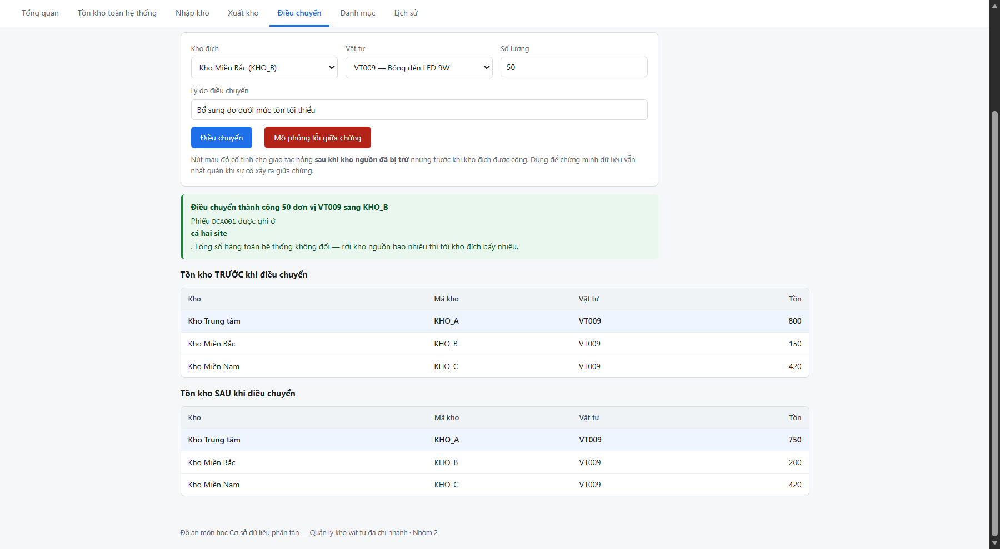 Tổng quan Tồn kho toàn hệ thống Nhập kho Xuất kho Điều chuyển Danh mục Lịch sử
Kho đích Vật tư Số lượng
Kho Miền Bắc (KHO_B) VT009 — Bóng đèn LED 9W 50
Lý do điều chuyển
Bổ sung do dưới mức tồn tối thiểu
Điều chuyển Mô phỏng lỗi giữa chừng
Nút màu đỏ cố tình cho giao tác hỏng sau khi kho nguồn đã bị trừ nhưng trước khi kho đích được cộng. Dùng để chứng minh dữ liệu vẫn
nhất quán khi sự cố xảy ra giữa chừng.
Điều chuyển thành công 50 đơn vị VT009 sang KHO_B
Phiếu DCA001 được ghi ở
cả hai site
. Tổng số hàng toàn hệ thống không đổi — rời kho nguồn bao nhiêu thì tới kho đích bấy nhiêu.
Tồn kho TRƯỚC khi điều chuyển
Kho Mã kho Vật tư Tồn
Kho Trung tâm KHO_A VT009 800
Kho Miền Bắc KHO_B VT009 150
Kho Miền Nam KHO_C VT009 420
Tồn kho SAU khi điều chuyển
Kho Mã kho Vật tư Tồn
Kho Trung tâm KHO_A VT009 750
Kho Miền Bắc KHO_B VT009 200
Kho Miền Nam KHO_C VT009 420
Đồ án môn học Cơ sở dữ liệu phân tán — Quản lý kho vật tư đa chi nhánh · Nhóm 2